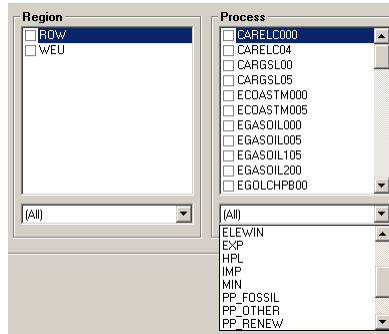 Region
ROW
WEU
(All)
Process
CARELC000
CARELC04
CARGSL00
CARGSL05
ECOASTM000
ECOASTM005
EGASOIL000
EGASOIL005
EGASOIL105
EGASOIL200
EGOLCHPB00
(All)
ELEWIN
EXP
HPL
IMP
MIN
PP_FOSSIL
PP_OTHER
PP_RENEW